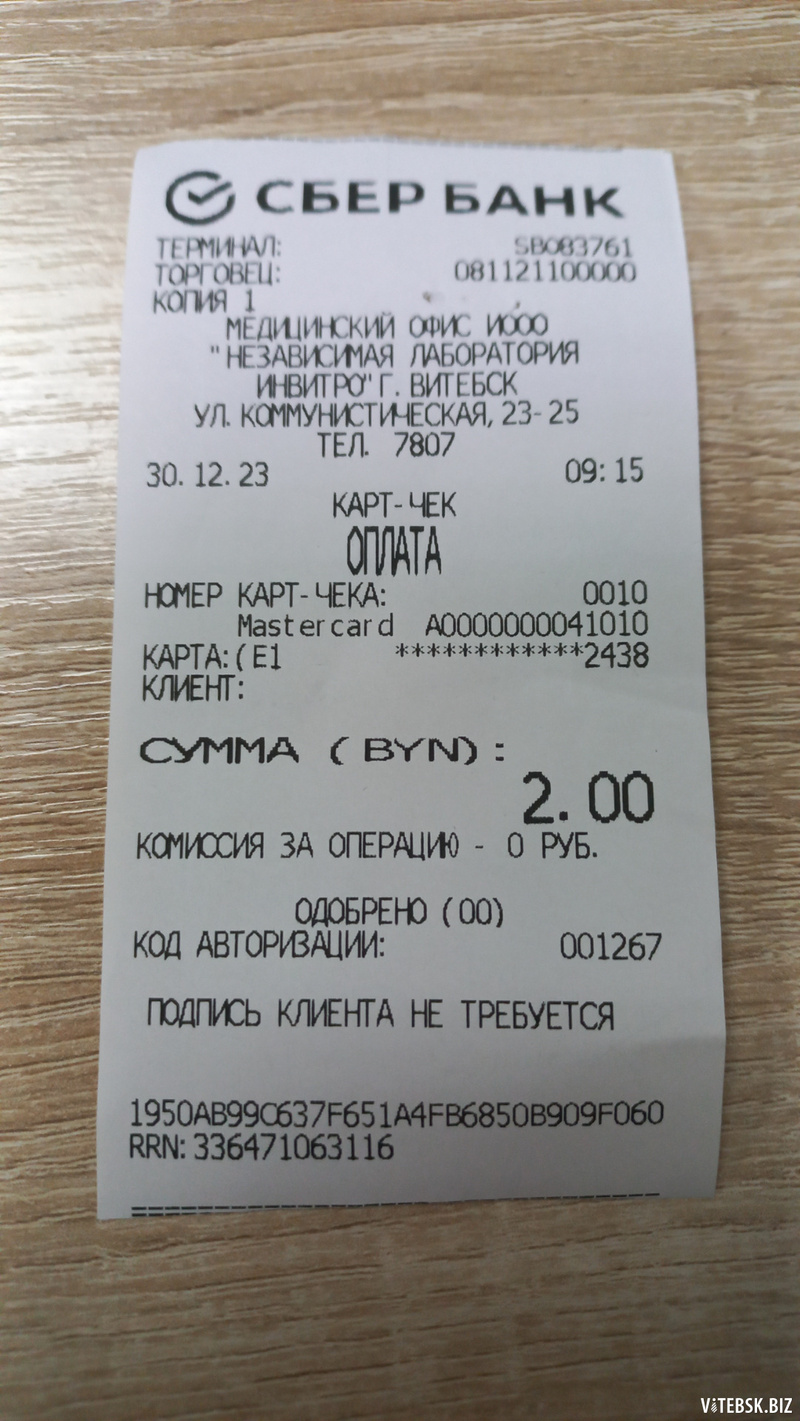 СБЕР БАНК
ТЕРМИНАЛ: SB083761
ТОРГОВЕЦ: 081121100000
КОПИЯ 1
МЕДИЦИНСКИЙ ОФИС ИООО
"НЕЗАВИСИМАЯ ЛАБОРАТОРИЯ
ИНВИТРО" Г. ВИТЕБСК
УЛ. КОММУНИСТИЧЕСКАЯ, 23-25
ТЕЛ. 7807
30.12.23 09:15
КАРТ-ЧЕК
ОПЛАТА
НОМЕР КАРТ-ЧЕКА: 0010
Mastercard A0000000041010
КАРТА:(E1 ************2438
КЛИЕНТ:
СУММА (BYN):
2.00
КОМИССИЯ ЗА ОПЕРАЦИЮ - 0 РУБ.
ОДОБРЕНО (00)
КОД АВТОРИЗАЦИИ: 001267
ПОДПИСЬ КЛИЕНТА НЕ ТРЕБУЕТСЯ
1950AB99C637F651A4FB6850B909F060
RRN: 336471063116
VITEBSK.BIZ